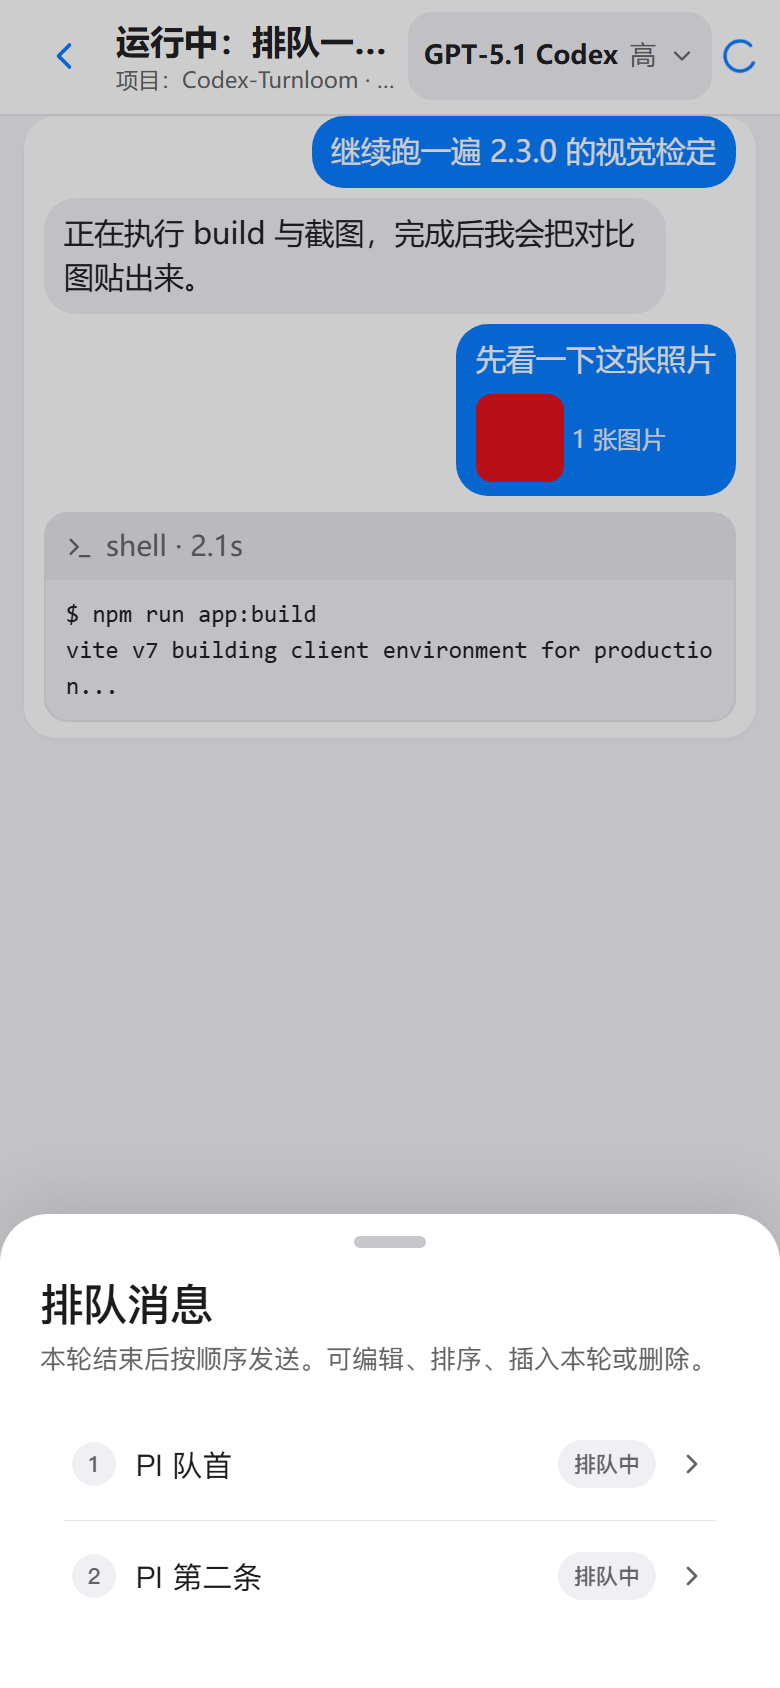 运行中：排队一...
GPT-5.1 Codex 高
项目：Codex-Turnloom · ...
继续跑一遍 2.3.0 的视觉检定
正在执行 build 与截图，完成后我会把对比
图贴出来。
先看一下这张照片
1 张图片
>_ shell · 2.1s
$ npm run app:build
vite v7 building client environment for productio
n...
排队消息
本轮结束后按顺序发送。可编辑、排序、插入本轮或删除。
1 PI 队首 排队中
2 PI 第二条 排队中